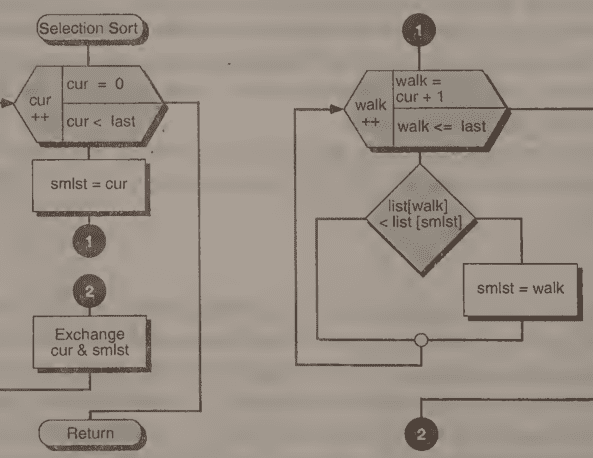 Selection Sort
cur
++
cur = 0
cur < last
smlst = cur
1
2
Exchange
cur & smlst
Return
1
walk
++
walk =
cur + 1
walk <= last
list[walk]
< list [smlst]
smlst = walk
2